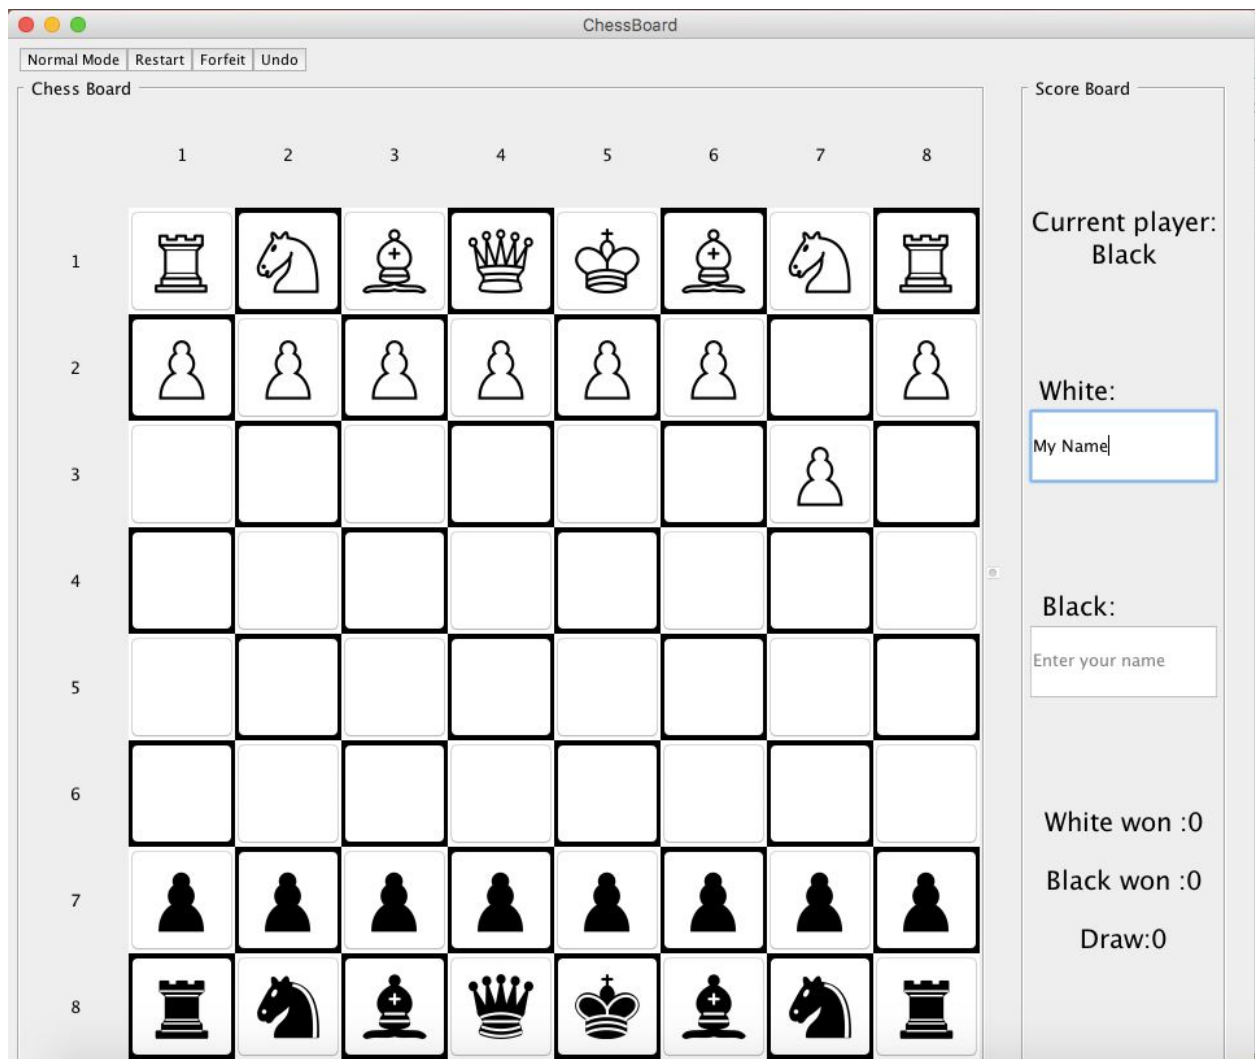 ChessBoard
Normal Mode Restart Forfeit Undo
Chess Board
Score Board
1 2 3 4 5 6 7 8
1
2
3
4
5
6
7
8
Current player:
Black
White:
My Name
Black:
Enter your name
White won :0
Black won :0
Draw:0